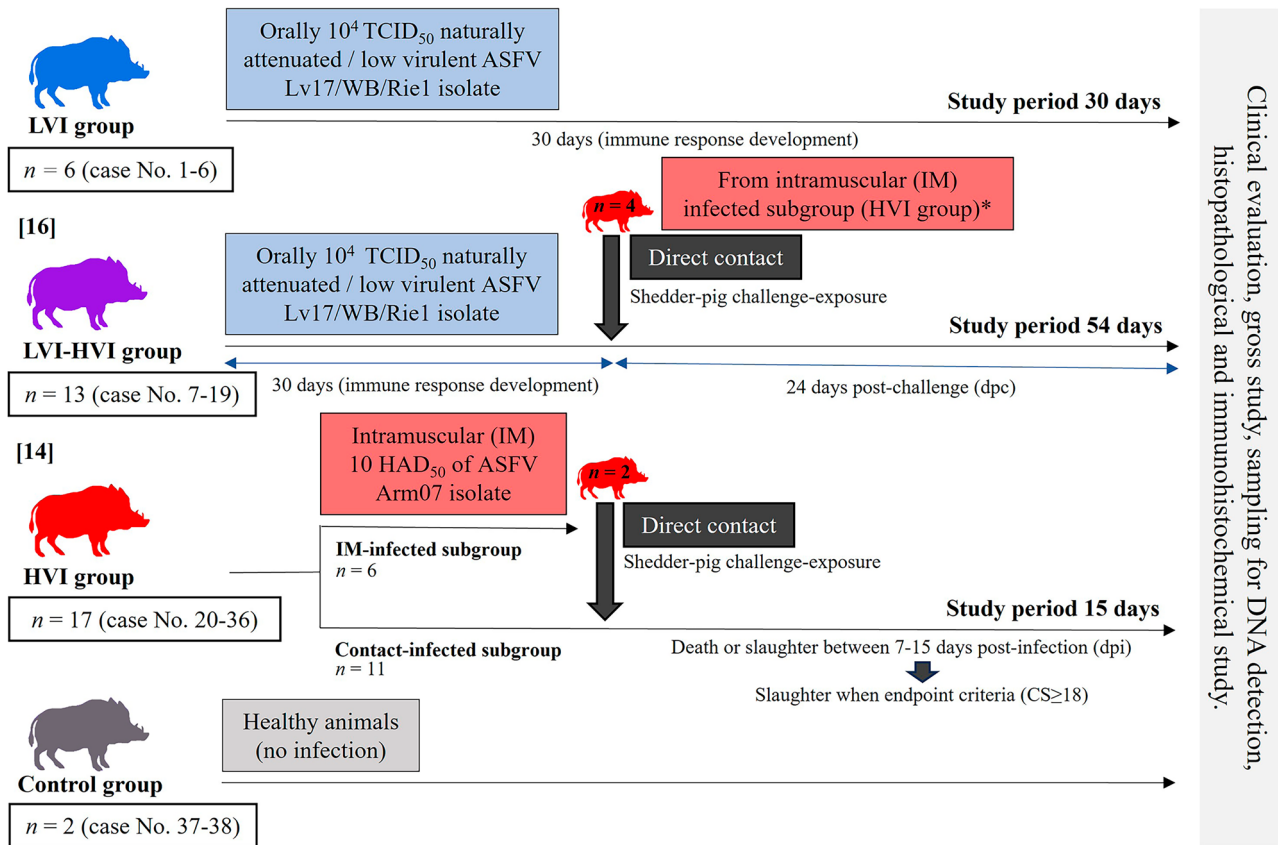 Orally 10⁴ TCID₅₀ naturally
attenuated / low virulent ASFV
Lv17/WB/Rie1 isolate
LVI group
n = 6 (case No. 1-6)
Study period 30 days
30 days (immune response development)
n = 4
From intramuscular (IM)
infected subgroup (HVI group)*
Direct contact
Shedder-pig challenge-exposure
[16]
Orally 10⁴ TCID₅₀ naturally
attenuated / low virulent ASFV
Lv17/WB/Rie1 isolate
LVI-HVI group
n = 13 (case No. 7-19)
Study period 54 days
30 days (immune response development)
24 days post-challenge (dpc)
[14]
Intramuscular (IM)
10 HAD₅₀ of ASFV
Arm07 isolate
n = 2
Direct contact
Shedder-pig challenge-exposure
HVI group
n = 17 (case No. 20-36)
IM-infected subgroup
n = 6
Study period 15 days
Contact-infected subgroup
n = 11
Death or slaughter between 7-15 days post-infection (dpi)
Slaughter when endpoint criteria (CS≥18)
Healthy animals
(no infection)
Control group
n = 2 (case No. 37-38)
Clinical evaluation, gross study, sampling for DNA detection,
histopathological and immunohistochemical study.